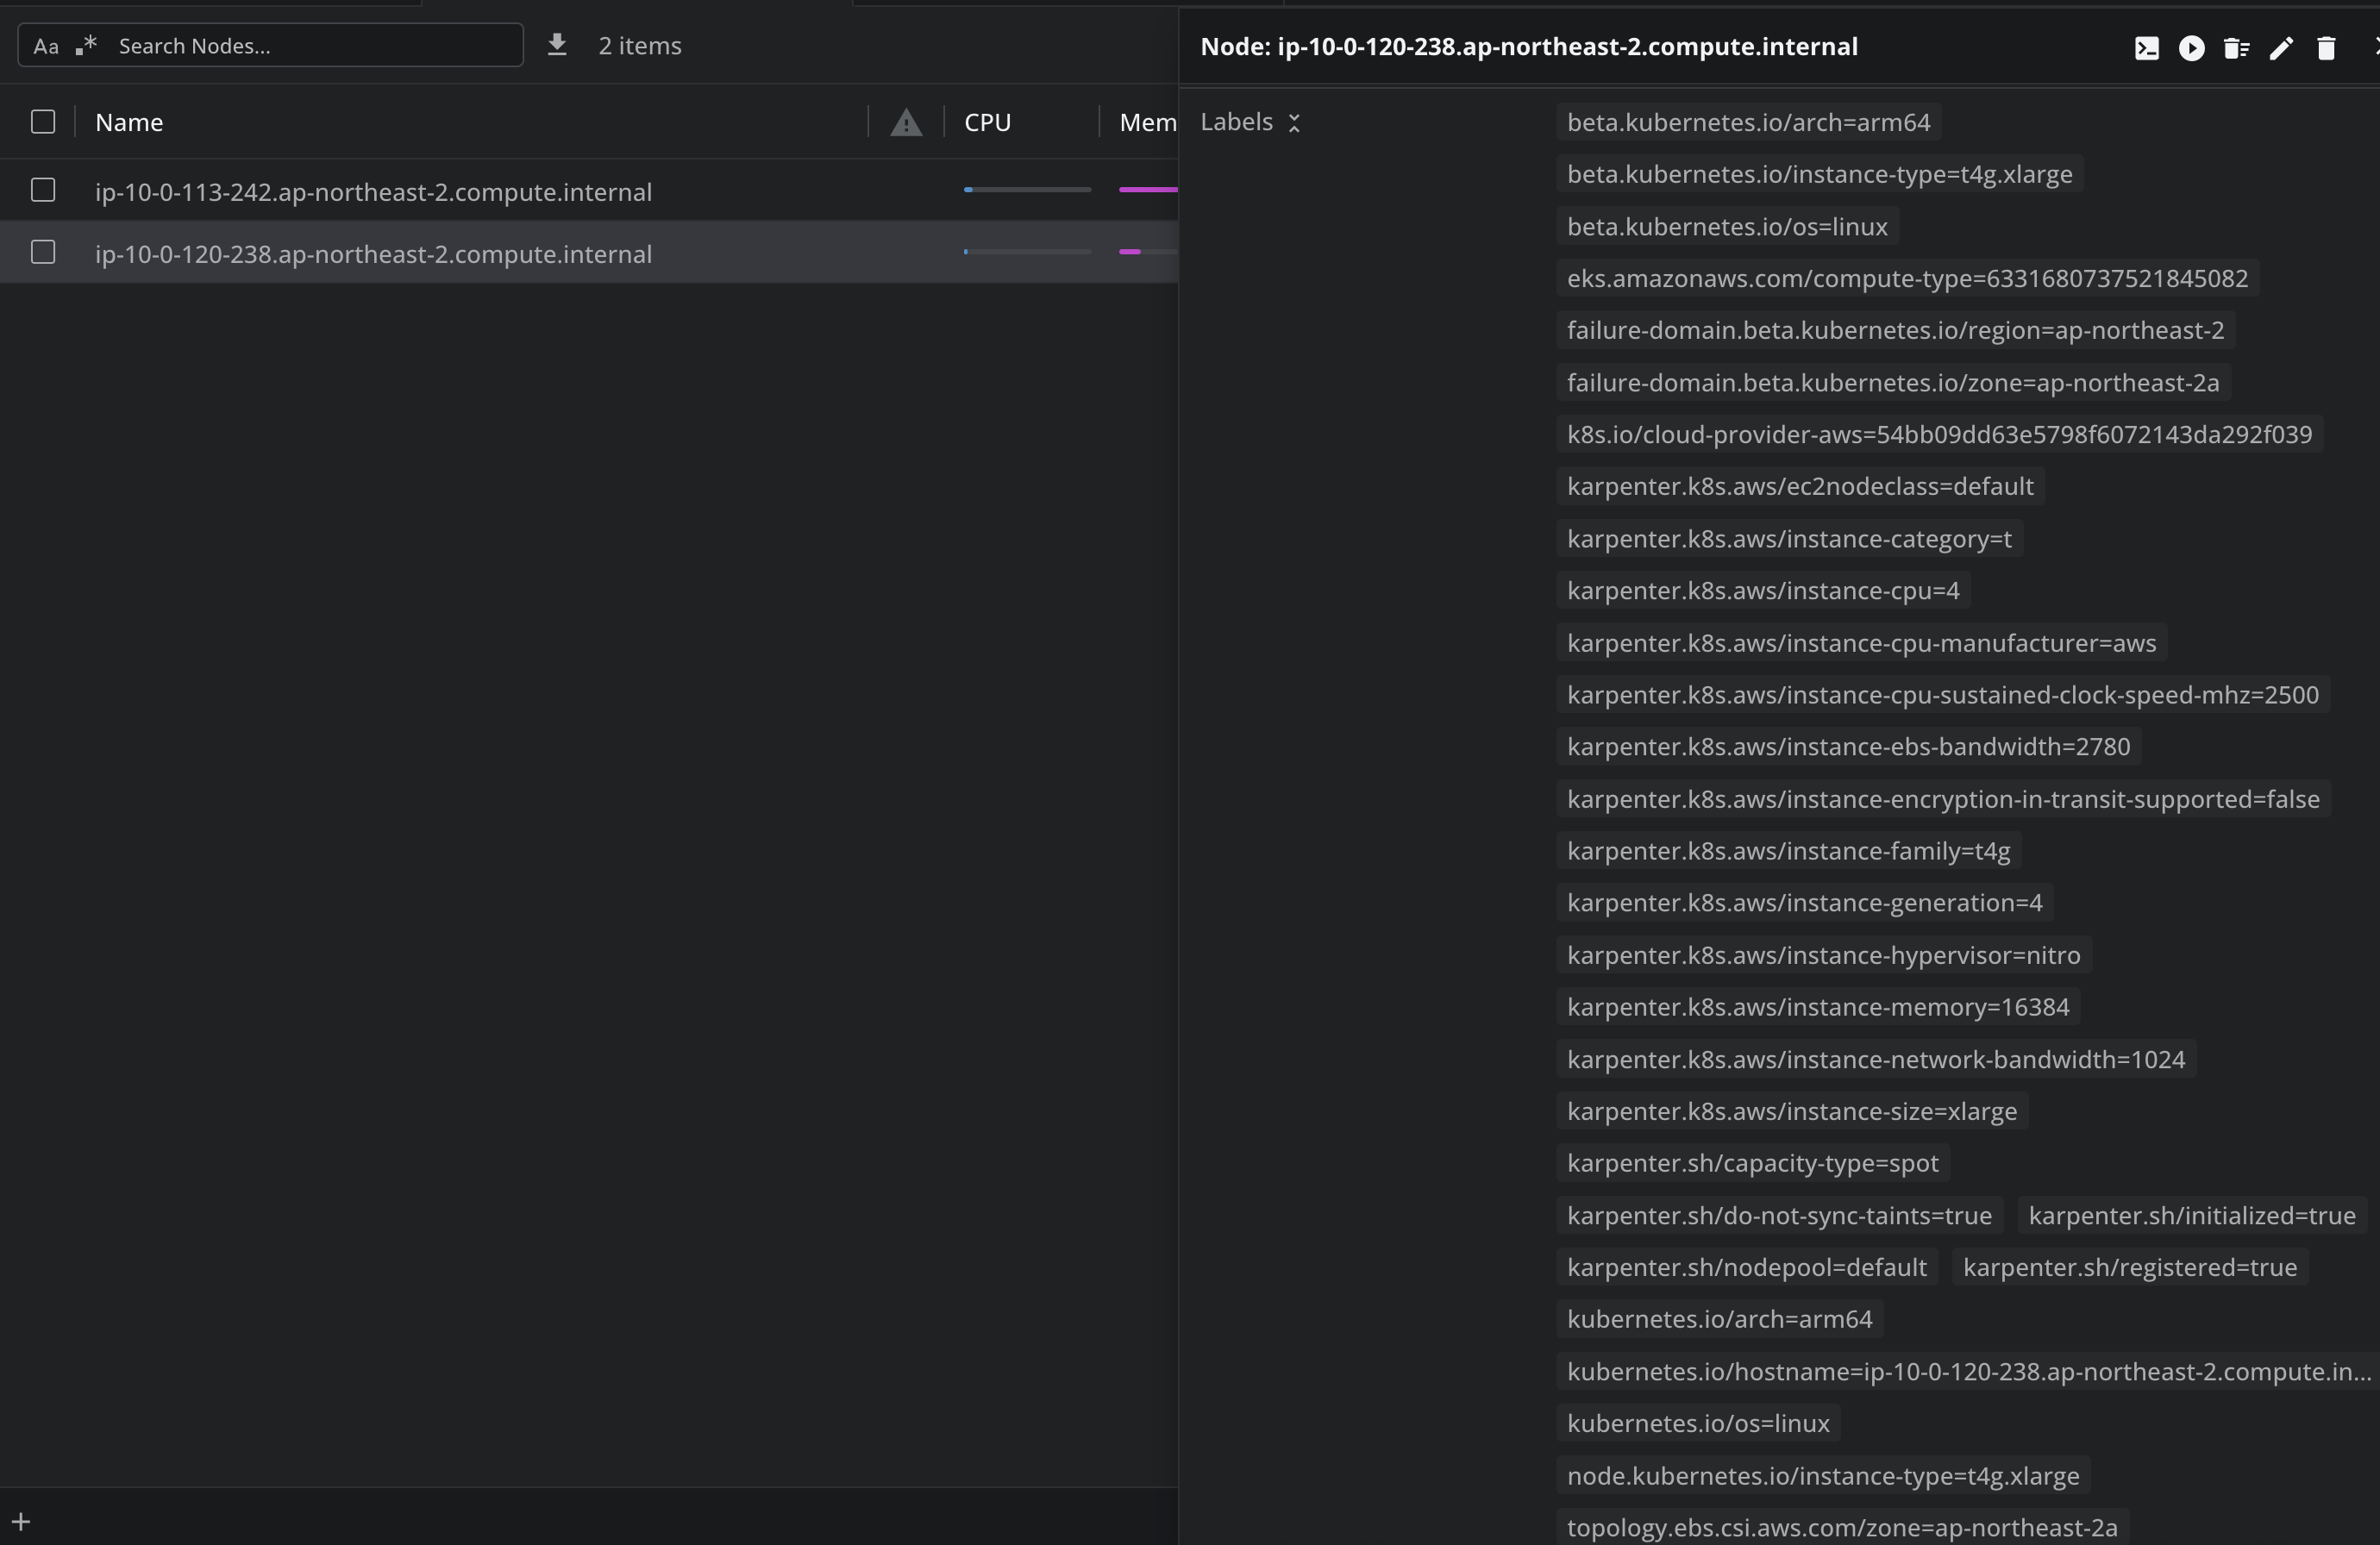 Aa .* Search Nodes... 2 items
Name CPU Mem
ip-10-0-113-242.ap-northeast-2.compute.internal
ip-10-0-120-238.ap-northeast-2.compute.internal
Node: ip-10-0-120-238.ap-northeast-2.compute.internal
Labels
beta.kubernetes.io/arch=arm64
beta.kubernetes.io/instance-type=t4g.xlarge
beta.kubernetes.io/os=linux
eks.amazonaws.com/compute-type=6331680737521845082
failure-domain.beta.kubernetes.io/region=ap-northeast-2
failure-domain.beta.kubernetes.io/zone=ap-northeast-2a
k8s.io/cloud-provider-aws=54bb09dd63e5798f6072143da292f039
karpenter.k8s.aws/ec2nodeclass=default
karpenter.k8s.aws/instance-category=t
karpenter.k8s.aws/instance-cpu=4
karpenter.k8s.aws/instance-cpu-manufacturer=aws
karpenter.k8s.aws/instance-cpu-sustained-clock-speed-mhz=2500
karpenter.k8s.aws/instance-ebs-bandwidth=2780
karpenter.k8s.aws/instance-encryption-in-transit-supported=false
karpenter.k8s.aws/instance-family=t4g
karpenter.k8s.aws/instance-generation=4
karpenter.k8s.aws/instance-hypervisor=nitro
karpenter.k8s.aws/instance-memory=16384
karpenter.k8s.aws/instance-network-bandwidth=1024
karpenter.k8s.aws/instance-size=xlarge
karpenter.sh/capacity-type=spot
karpenter.sh/do-not-sync-taints=true karpenter.sh/initialized=true
karpenter.sh/nodepool=default karpenter.sh/registered=true
kubernetes.io/arch=arm64
kubernetes.io/hostname=ip-10-0-120-238.ap-northeast-2.compute.in...
kubernetes.io/os=linux
node.kubernetes.io/instance-type=t4g.xlarge
topology.ebs.csi.aws.com/zone=ap-northeast-2a